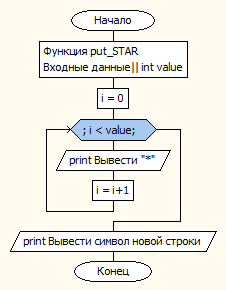 Начало
Функция put_STAR
Входные данные|| int value
i = 0
; i < value;
print Вывести "*"
i = i+1
print Вывести символ новой строки
Конец